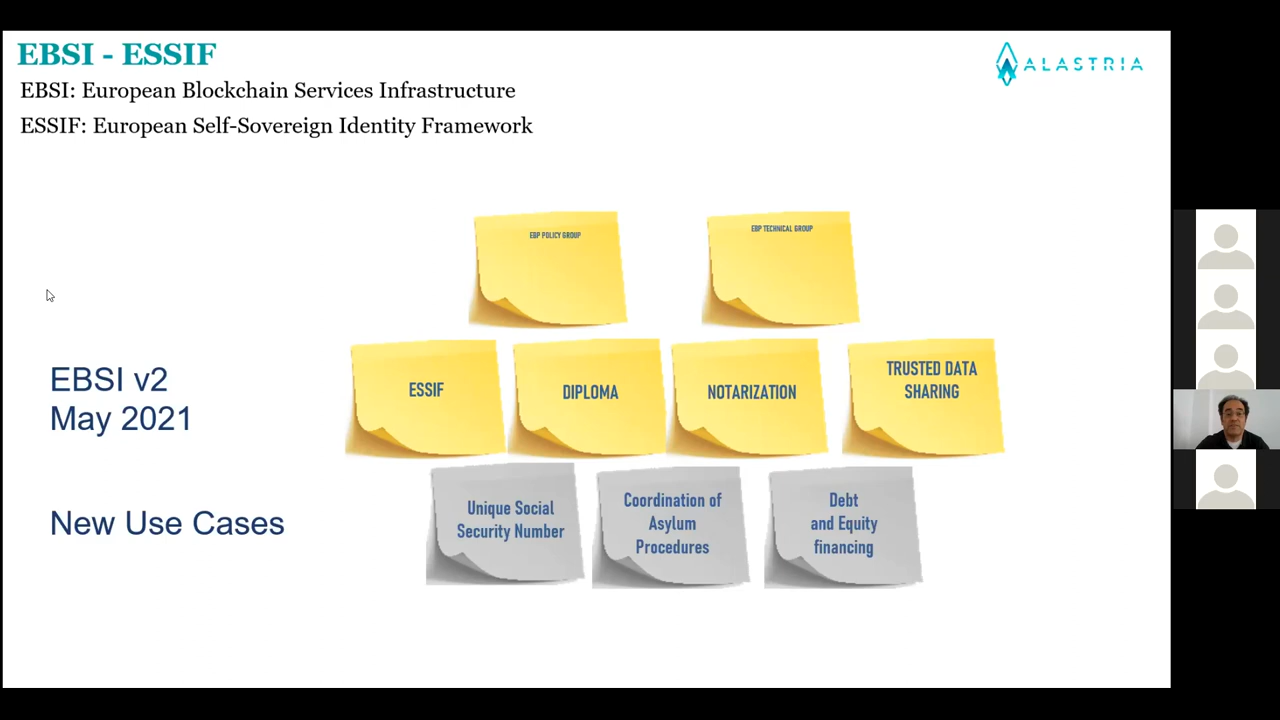 EBSI - ESSIF
ALASTRIA
EBSI: European Blockchain Services Infrastructure
ESSIF: European Self-Sovereign Identity Framework
EBP POLICY GROUP
EBP TECHNICAL GROUP
EBSI v2
May 2021
ESSIF
DIPLOMA
NOTARIZATION
TRUSTED DATA
SHARING
New Use Cases
Unique Social
Security Number
Coordination of
Asylum
Procedures
Debt
and Equity
financing